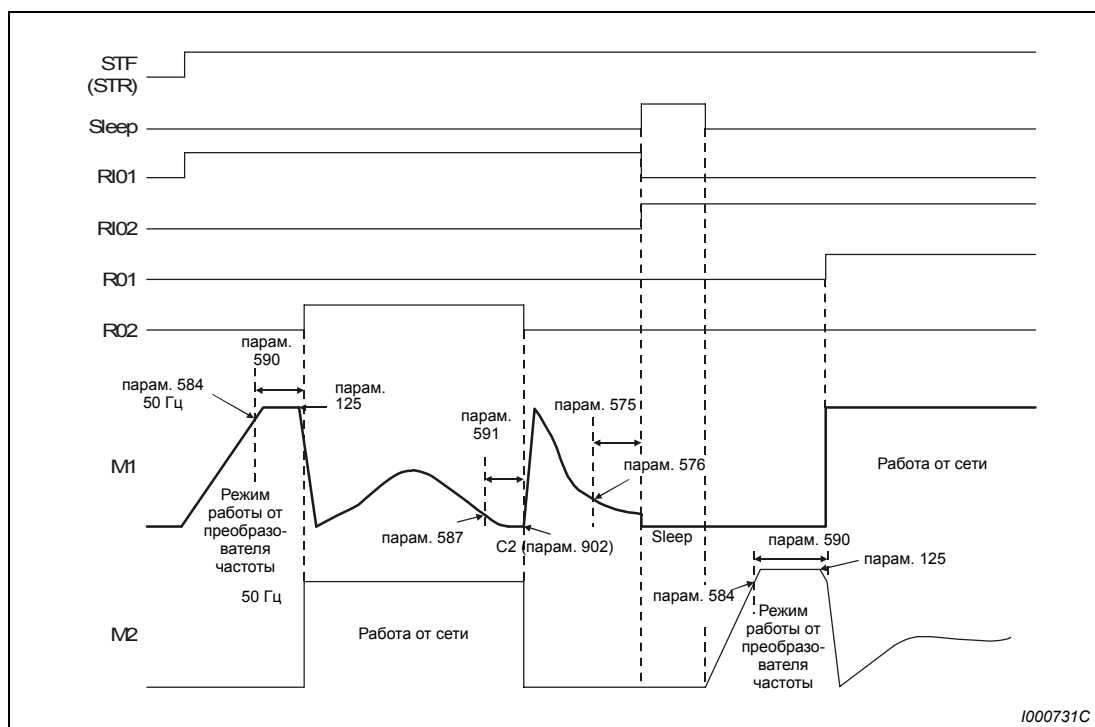 STF
(STR)
Sleep
RI01
RI02
R01
R02
парам.
590
парам. 584
50 Гц
парам.
125
парам.
591
парам. 575
парам. 576
M1
Режим
работы от
преобразо-
вателя
частоты
парам. 587
C2 (парам. 902)
Sleep
Работа от сети
парам. 590
парам. 125
парам. 584
50 Гц
M2
Работа от сети
Режим
работы от
преобразо-
вателя
частоты
I000731C